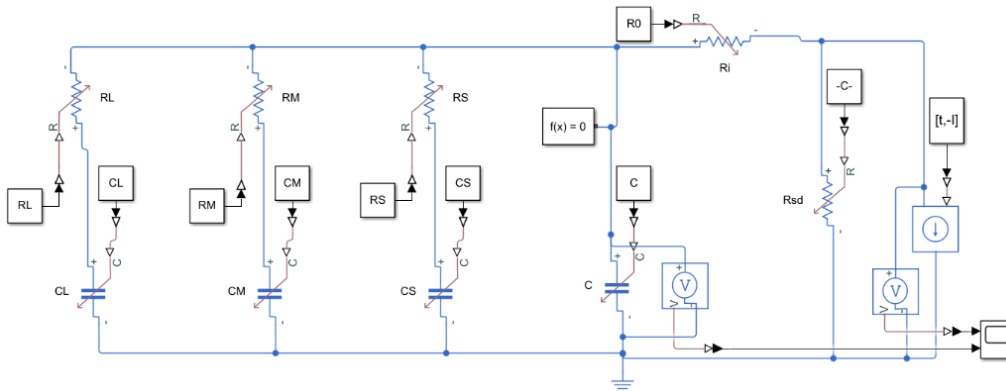 R0
R
+
-
Ri
-
RL
+
R
RL
CL
+
C
CL
-
-
RM
+
R
RM
CM
+
C
CM
-
-
RS
+
R
RS
CS
+
C
CS
-
f(x) = 0
C
+
C
C
-
+
V
V
-
-C-
R
+
Rsd
-
[t,-I]
+
V
V
-